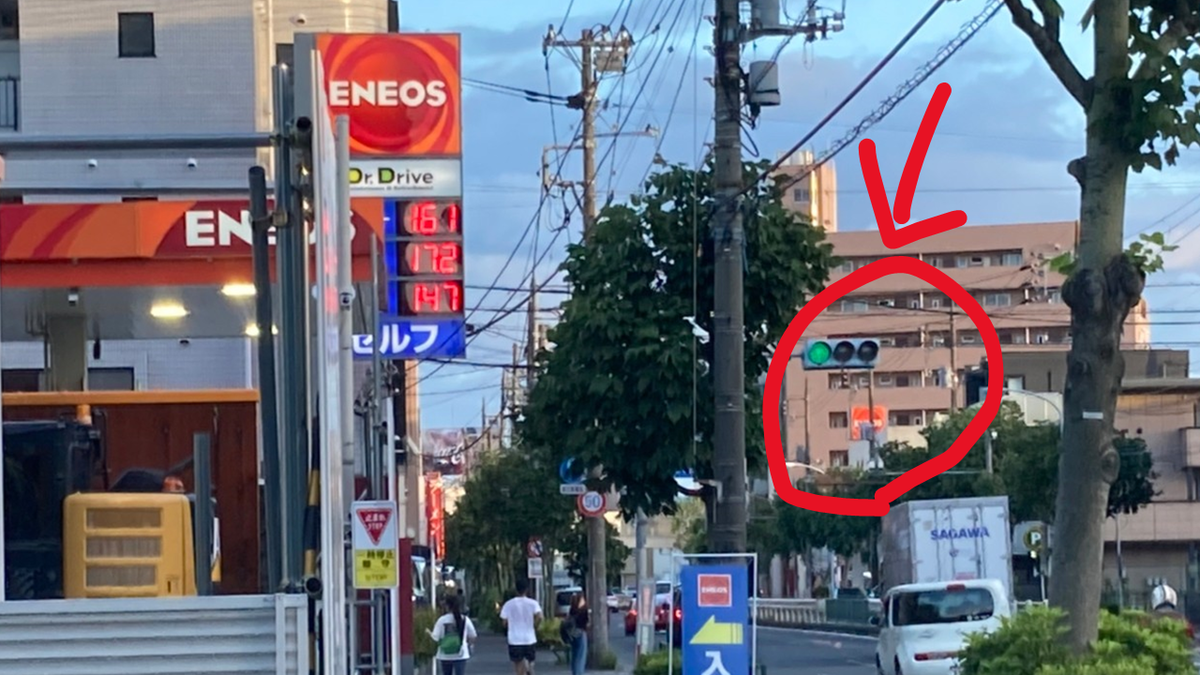 ENEOS
Dr. Drive
ENEOS
161
172
147
セルフ
止まれ
STOP
50
SAGAWA
P
ENEOS
入